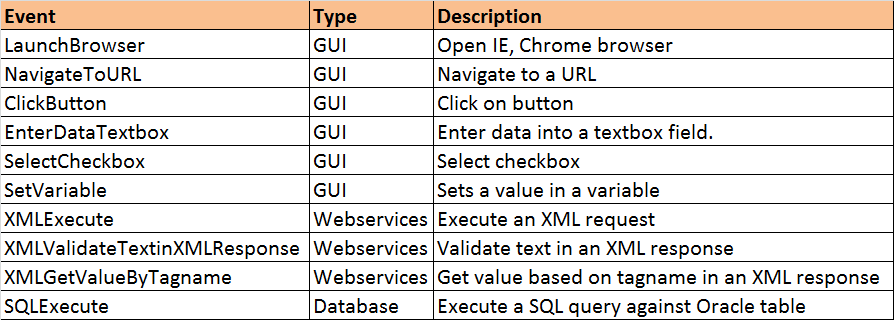 Event Type Description
LaunchBrowser GUI Open IE, Chrome browser
NavigateToURL GUI Navigate to a URL
ClickButton GUI Click on button
EnterDataTextbox GUI Enter data into a textbox field.
SelectCheckbox GUI Select checkbox
SetVariable GUI Sets a value in a variable
XMLExecute Webservices Execute an XML request
XMLValidateTextinXMLResponse Webservices Validate text in an XML response
XMLGetValueByTagname Webservices Get value based on tagname in an XML response
SQLExecute Database Execute a SQL query against Oracle table